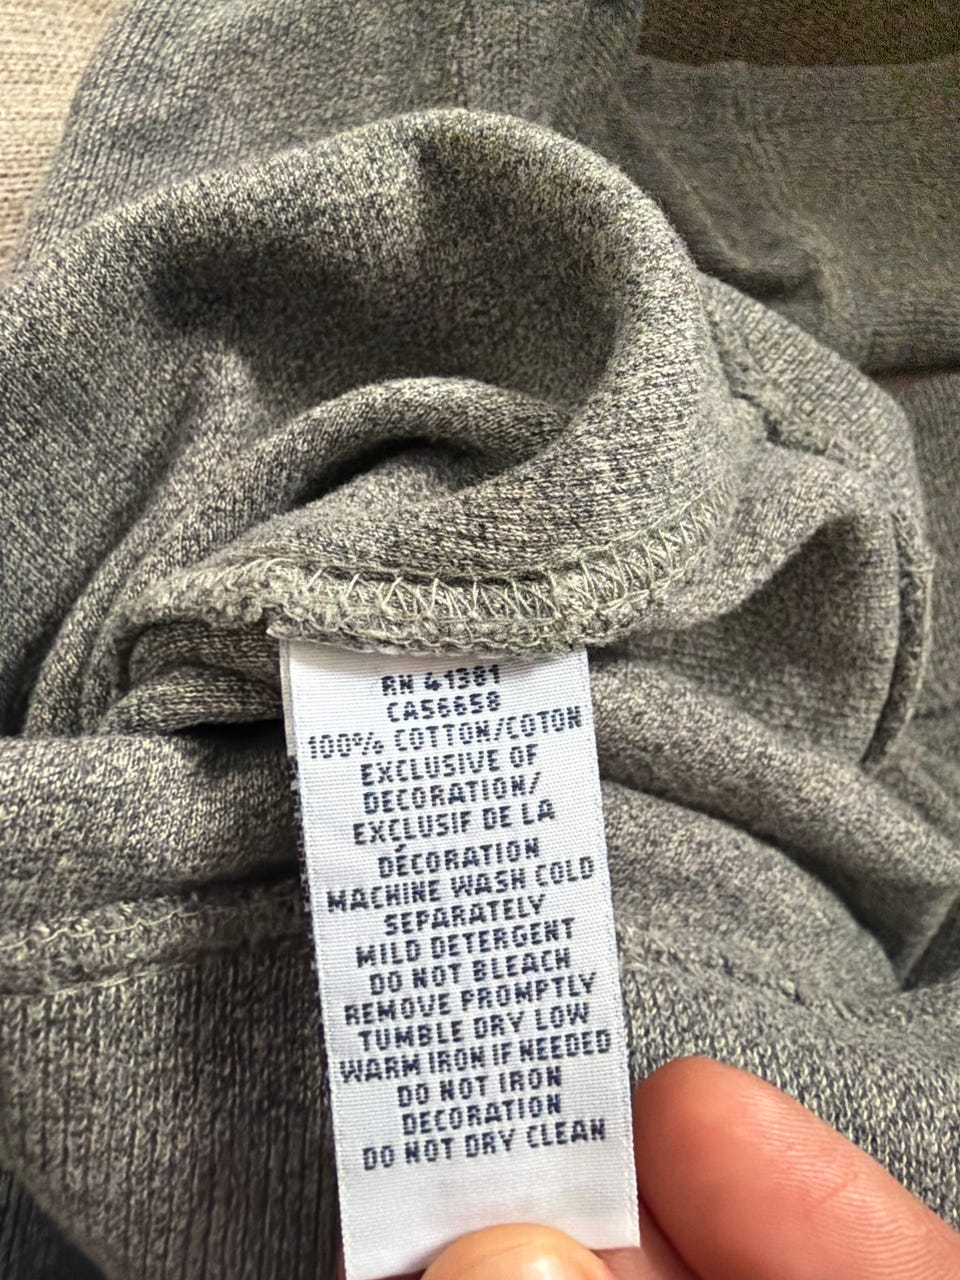 RN 41381
CA56658
100% COTTON/COTON
EXCLUSIVE OF
DECORATION/
EXCLUSIF DE LA
DÉCORATION
MACHINE WASH COLD
SEPARATELY
MILD DETERGENT
DO NOT BLEACH
REMOVE PROMPTLY
TUMBLE DRY LOW
WARM IRON IF NEEDED
DO NOT IRON
DECORATION
DO NOT DRY CLEAN